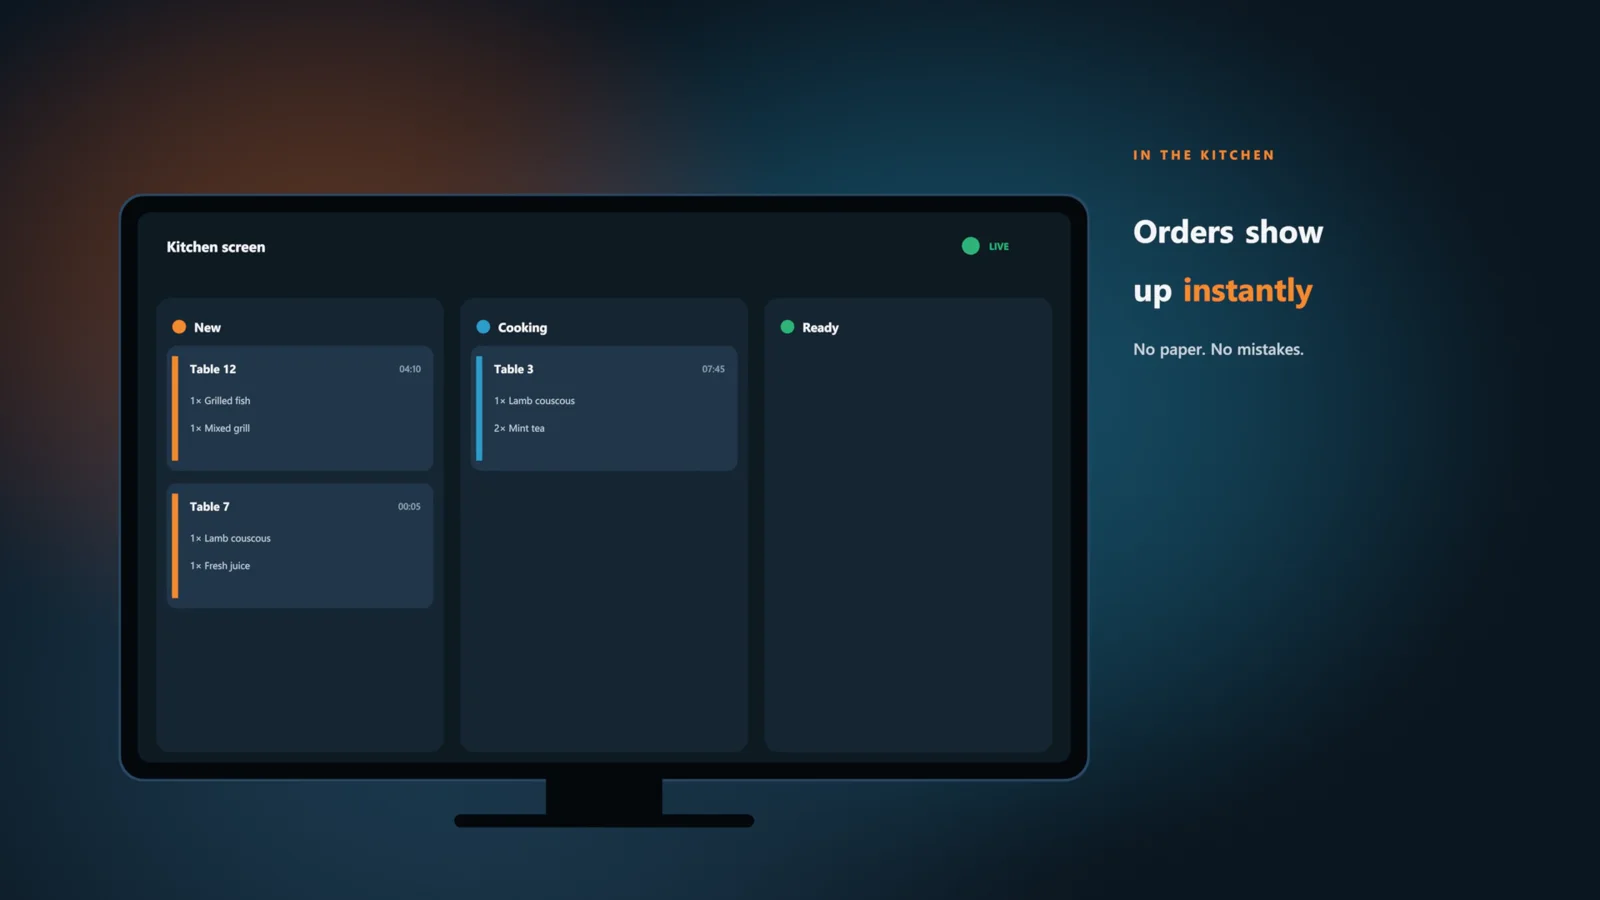 Kitchen screen
LIVE
New
Table 12 04:10
1× Grilled fish
1× Mixed grill
Table 7 00:05
1× Lamb couscous
1× Fresh juice
Cooking
Table 3 07:45
1× Lamb couscous
2× Mint tea
Ready
IN THE KITCHEN
Orders show
up instantly
No paper. No mistakes.